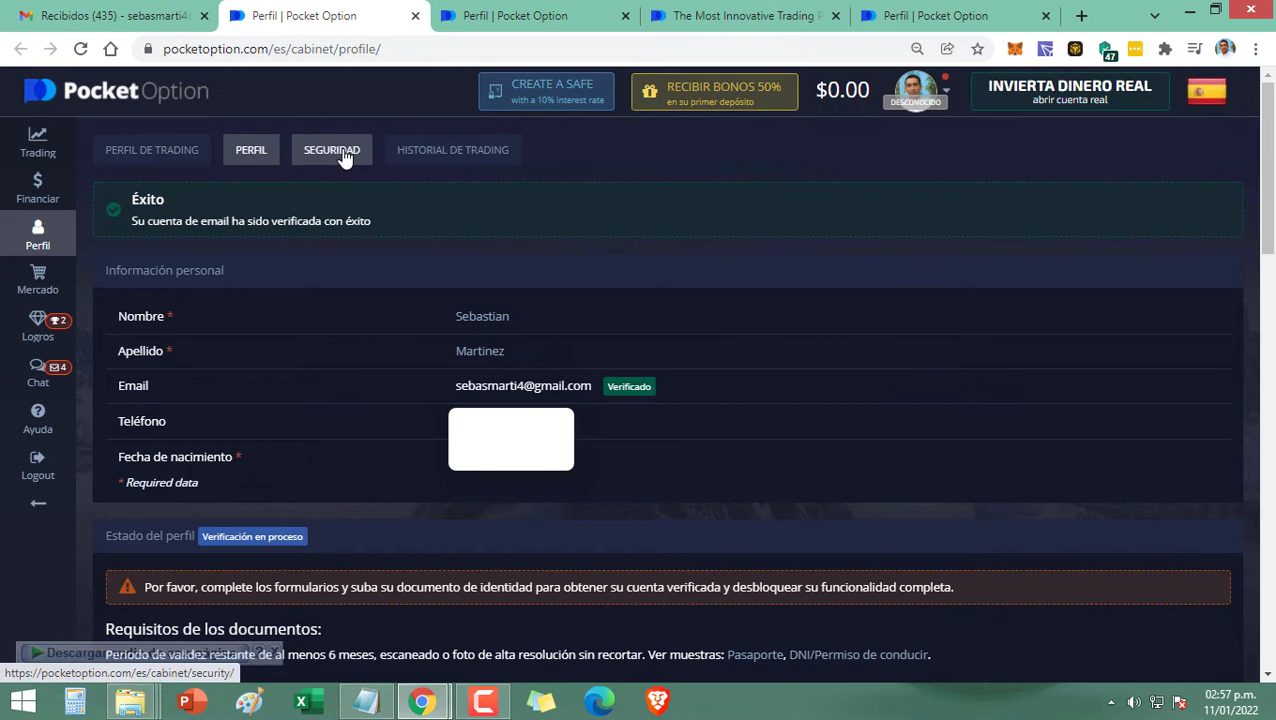 Recibidos (435) - sebasmarti4
Perfil | Pocket Option
Perfil | Pocket Option
The Most Innovative Trading P
Perfil | Pocket Option
pocketoption.com/es/cabinet/profile/
47
PocketOption
CREATE A SAFE
with a 10% interest rate
RECIBIR BONOS 50%
en su primer depósito
$0.00
DESCONOCIDO
INVIERTA DINERO REAL
abrir cuenta real
Trading
Financiar
Perfil
Mercado
2
Logros
4
Chat
Ayuda
Logout
PERFIL DE TRADING
PERFIL
SEGURIDAD
HISTORIAL DE TRADING
Éxito
Su cuenta de email ha sido verificada con éxito
Información personal
Nombre * Sebastian
Apellido * Martinez
Email sebasmarti4@gmail.com Verificado
Teléfono
Fecha de nacimiento *
* Required data
Estado del perfil Verificación en proceso
Por favor, complete los formularios y suba su documento de identidad para obtener su cuenta verificada y desbloquear su funcionalidad completa.
Requisitos de los documentos:
Periodo de validez restante de al menos 6 meses, escaneado o foto de alta resolución sin recortar. Ver muestras: Pasaporte, DNI/Permiso de conducir.
https://pocketoption.com/es/cabinet/security/
02:57 p.m.
11/01/2022